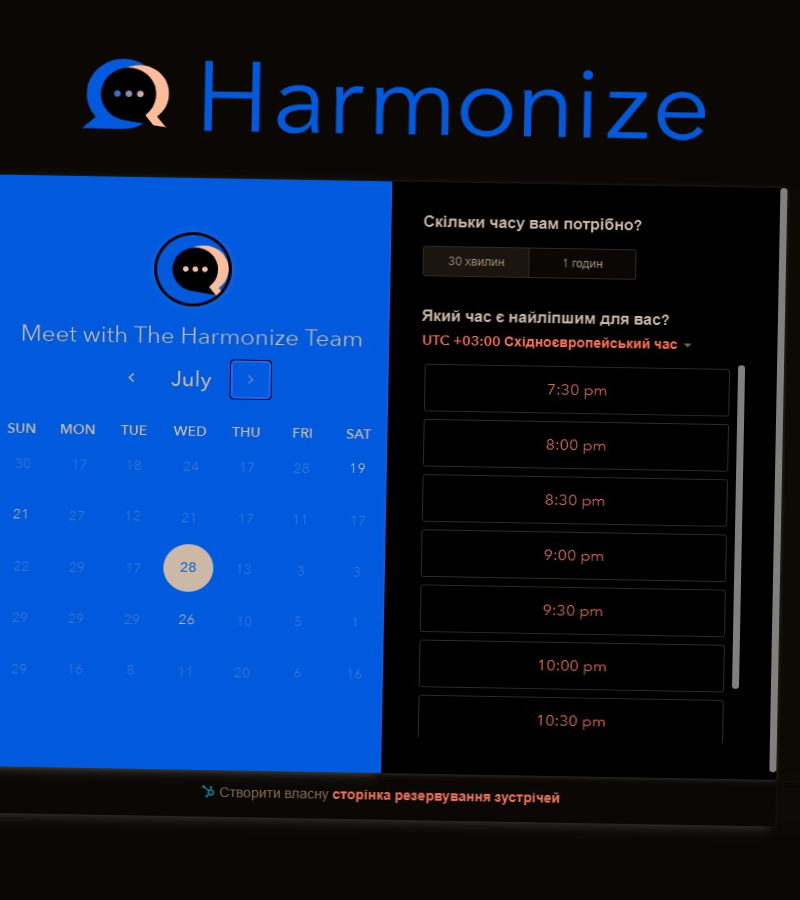 Harmonize
Meet with The Harmonize Team
July
SUN MON TUE WED THU FRI SAT
30 17 18 24 17 28 19
21 27 12 21 17 11 17
22 29 17 28 13 3 3
29 29 29 26 10 5 1
29 16 8 11 20 6 16
Скільки часу вам потрібно?
30 хвилин 1 годин
Який час є найліпшим для вас?
UTC +03:00 Східноєвропейський час
7:30 pm
8:00 pm
8:30 pm
9:00 pm
9:30 pm
10:00 pm
10:30 pm
Створити власну сторінка резервування зустрічей